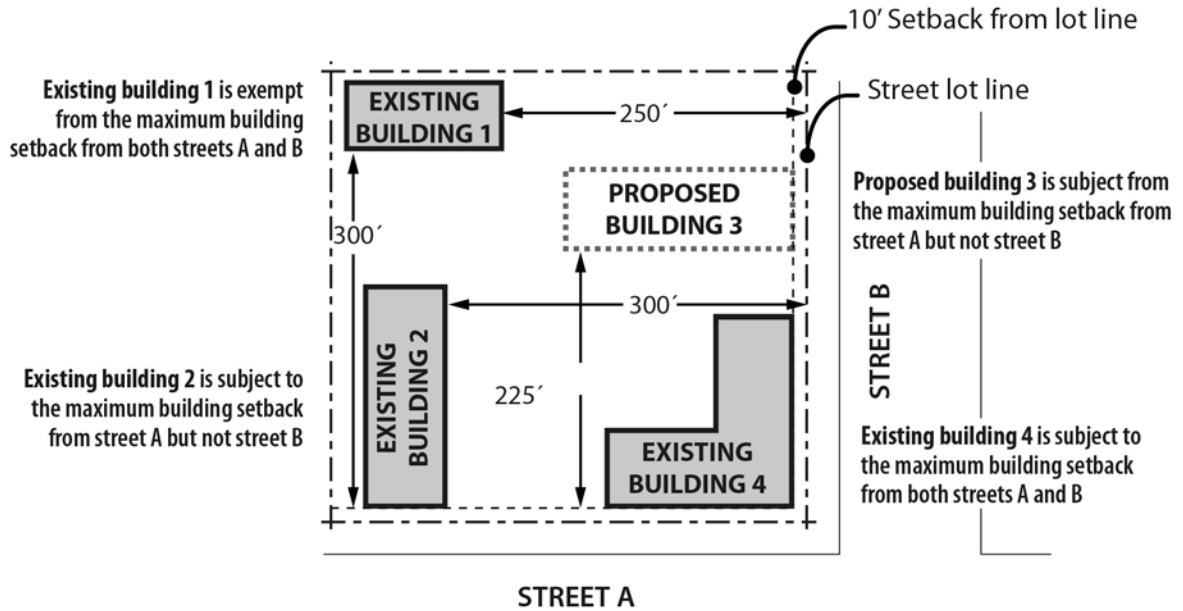 10’ Setback from lot line
Street lot line
Existing building 1 is exempt
from the maximum building
setback from both streets A and B
EXISTING
BUILDING 1
250´
PROPOSED
BUILDING 3
Proposed building 3 is subject from
the maximum building setback from
street A but not street B
300´
300´
EXISTING
BUILDING 2
STREET B
Existing building 2 is subject to
the maximum building setback
from street A but not street B
225´
EXISTING
BUILDING 4
Existing building 4 is subject to
the maximum building setback
from both streets A and B
STREET A